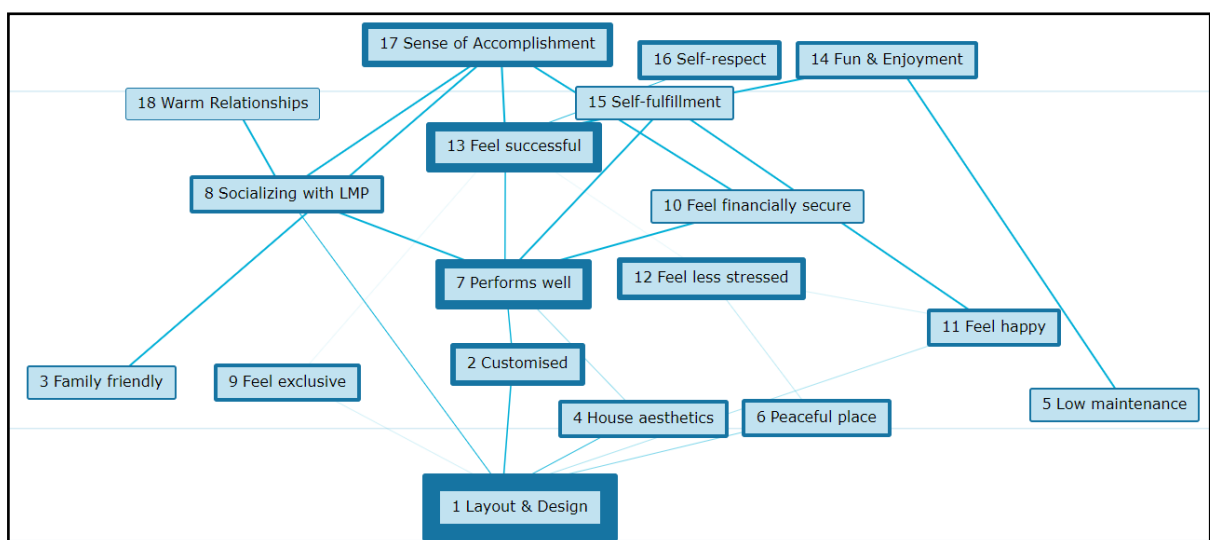 17 Sense of Accomplishment
16 Self-respect
14 Fun & Enjoyment
18 Warm Relationships
15 Self-fulfillment
13 Feel successful
8 Socializing with LMP
10 Feel financially secure
7 Performs well
12 Feel less stressed
11 Feel happy
2 Customised
3 Family friendly
9 Feel exclusive
4 House aesthetics
6 Peaceful place
5 Low maintenance
1 Layout & Design